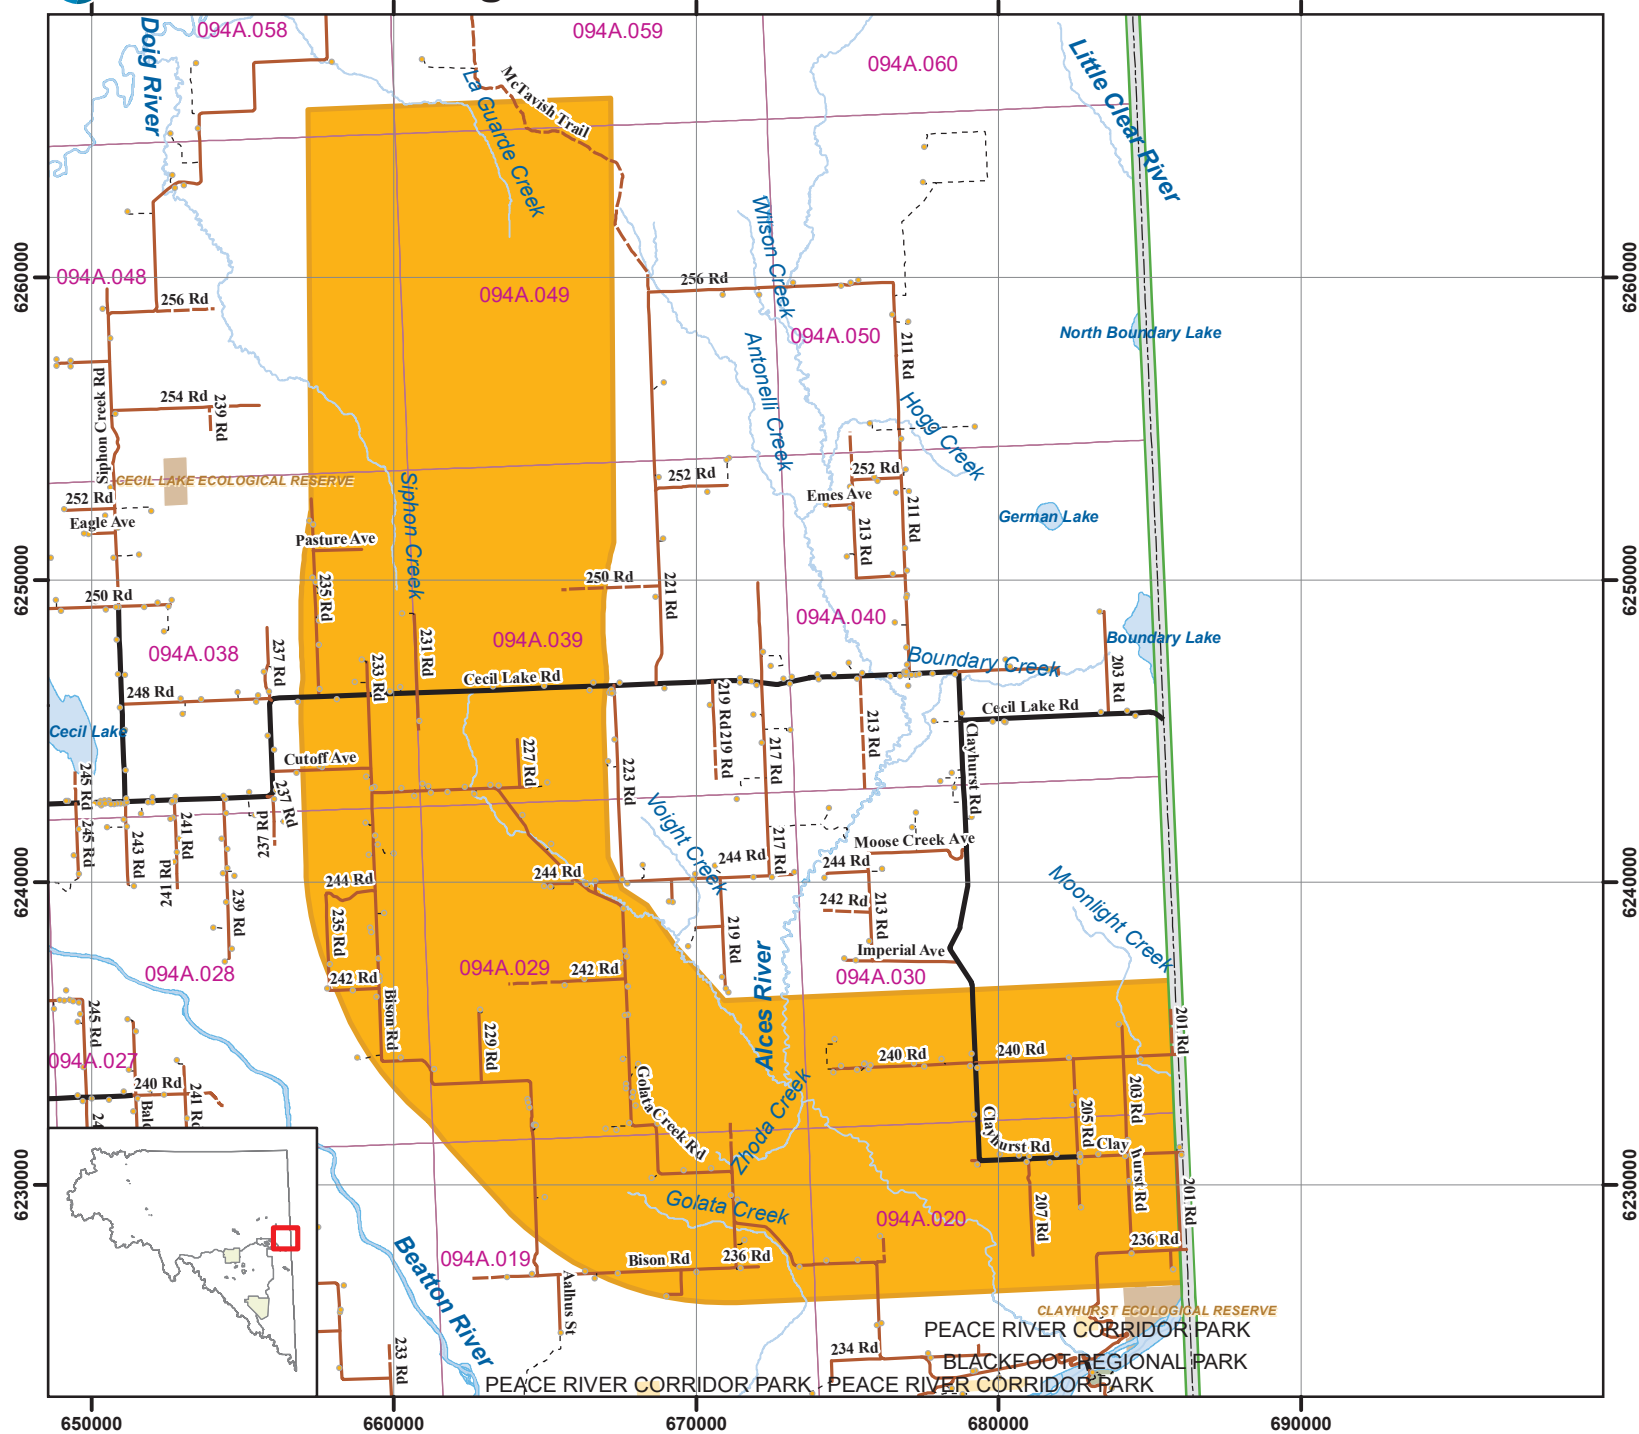 094A.058
094A.059
094A.060
Doig River
La Guarde Creek
McTavish Trail
Little Clear River
Wilson Creek
6260000
094A.048
256 Rd
094A.049
256 Rd
094A.050
211 Rd
North Boundary Lake
6260000
Antonelli Creek
Siphon Creek Rd
254 Rd
239 Rd
Hogg Creek
CECIL LAKE ECOLOGICAL RESERVE
Siphon Creek
252 Rd
252 Rd
252 Rd
Emes Ave
211 Rd
German Lake
Eagle Ave
Pasture Ave
213 Rd
6250000
250 Rd
235 Rd
250 Rd
221 Rd
6250000
094A.038
237 Rd
231 Rd
094A.039
094A.040
Boundary Lake
Boundary Creek
203 Rd
248 Rd
233 Rd
Cecil Lake Rd
219 Rd
219 Rd
Cecil Lake Rd
Cecil Lake
213 Rd
217 Rd
Clayhurst Rd
Cutoff Ave
227 Rd
223 Rd
245 Rd
237 Rd
245 Rd
243 Rd
241 Rd
237 Rd
Voight Creek
217 Rd
Moose Creek Ave
6240000
241 Rd
239 Rd
244 Rd
244 Rd
244 Rd
244 Rd
Moonlight Creek
6240000
235 Rd
242 Rd
213 Rd
219 Rd
Imperial Ave
094A.028
242 Rd
094A.029
242 Rd
094A.030
Alces River
245 Rd
Bison Rd
229 Rd
201 Rd
094A.027
240 Rd
240 Rd
240 Rd
241 Rd
Golata Creek Rd
Zhoda Creek
203 Rd
205 Rd
Clayhurst Rd
Clay
hurst Rd
6230000
Golata Creek
094A.020
207 Rd
201 Rd
6230000
236 Rd
094A.019
Bison Rd
236 Rd
Beatton River
Aalhus St
CLAYHURST ECOLOGICAL RESERVE
PEACE RIVER CORRIDOR PARK
233 Rd
234 Rd
BLACKFOOT REGIONAL PARK
PEACE RIVER CORRIDOR PARK
PEACE RIVER CORRIDOR PARK
650000
660000
670000
680000
690000